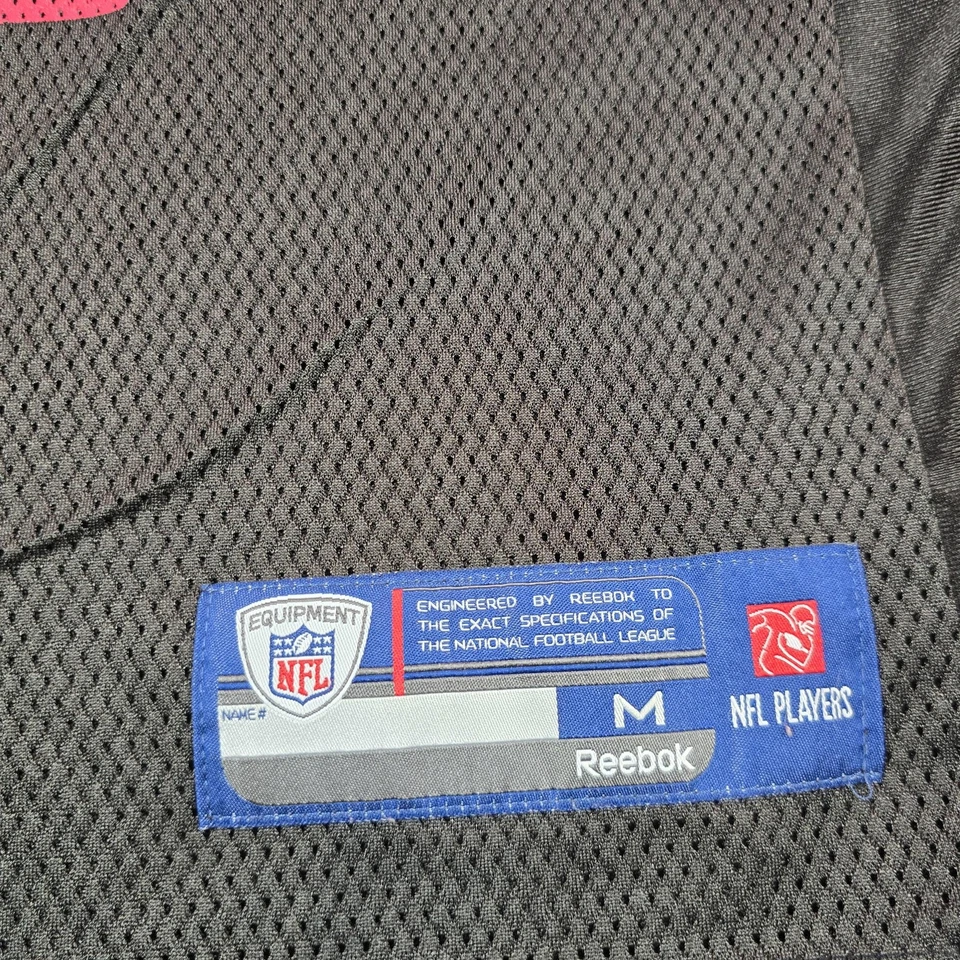 EQUIPMENT
NFL
ENGINEERED BY REEBOK TO
THE EXACT SPECIFICATIONS OF
THE NATIONAL FOOTBALL LEAGUE
NAME#
M
Reebok
NFL PLAYERS